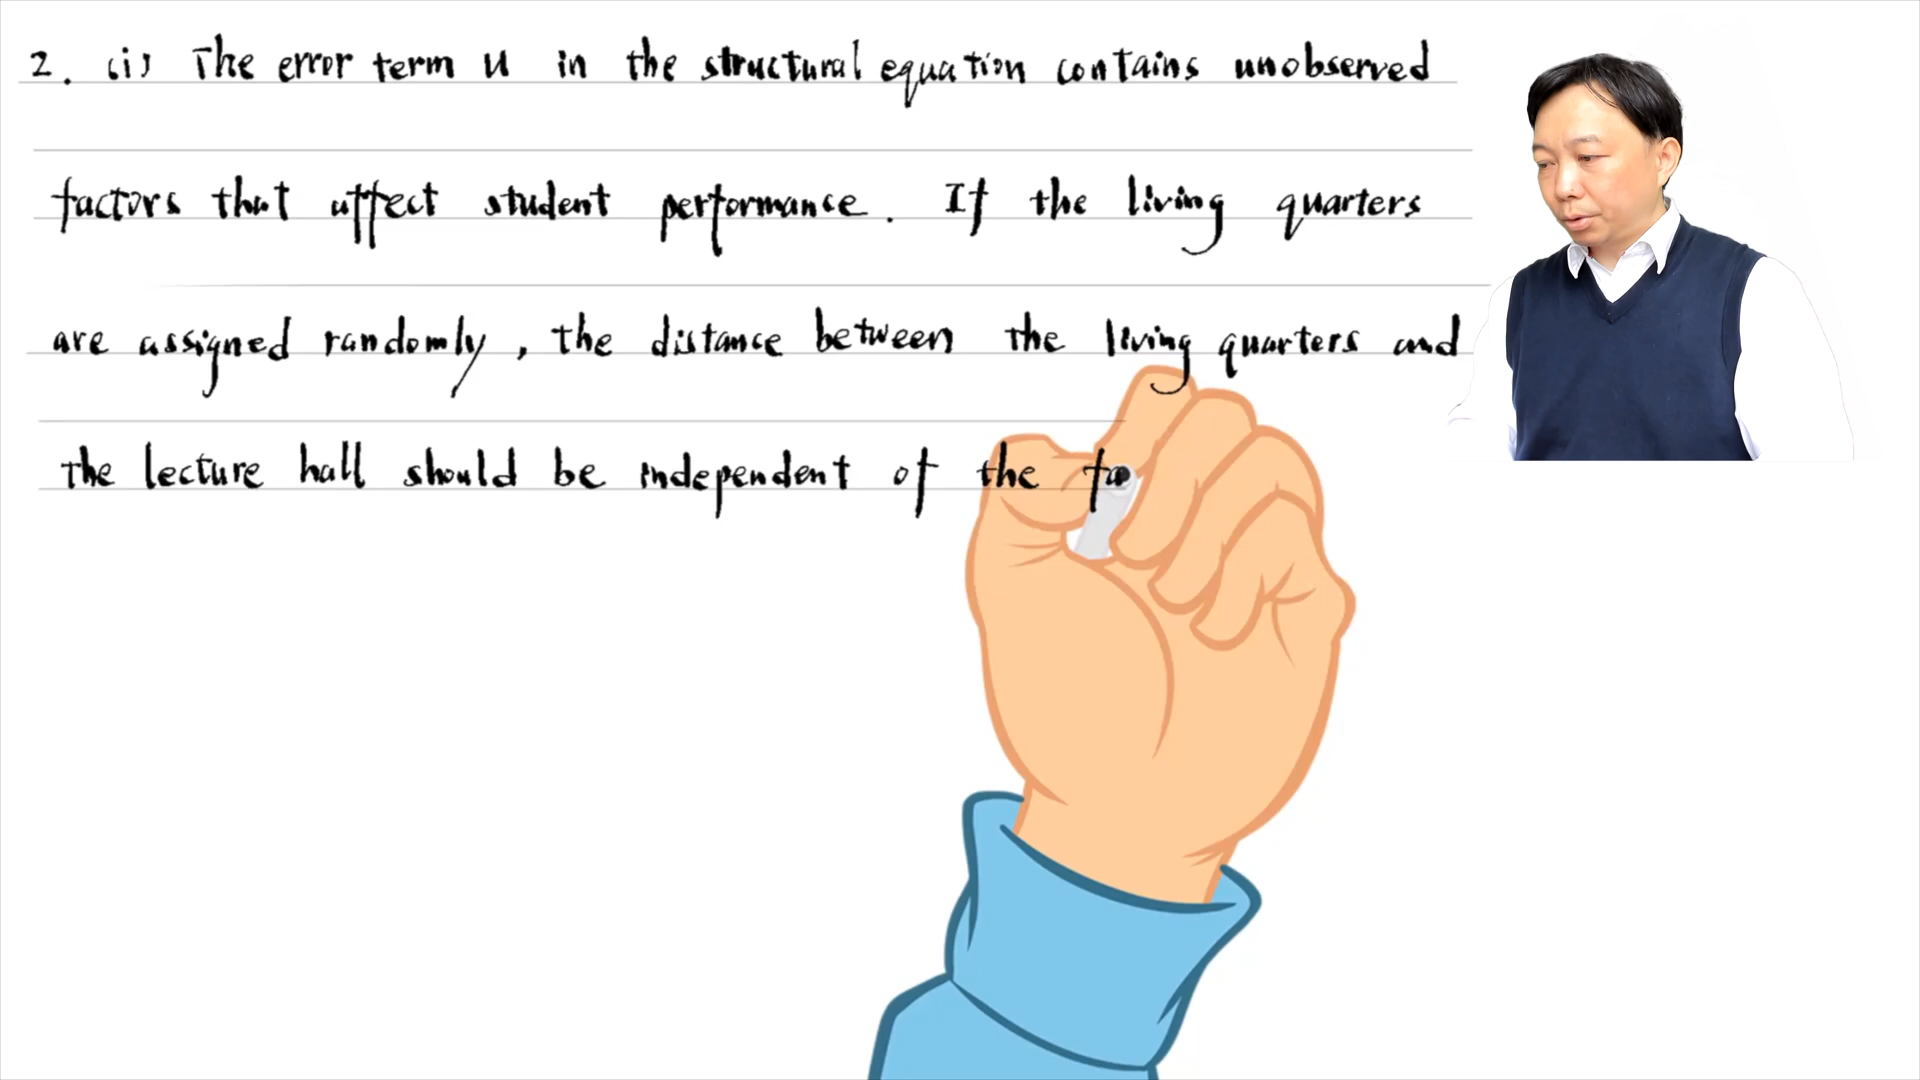 2. (i) The error term u in the structural equation contains unobserved
factors that affect student performance. If the living quarters
are assigned randomly, the distance between the living quarters and
the lecture hall should be independent of the fa